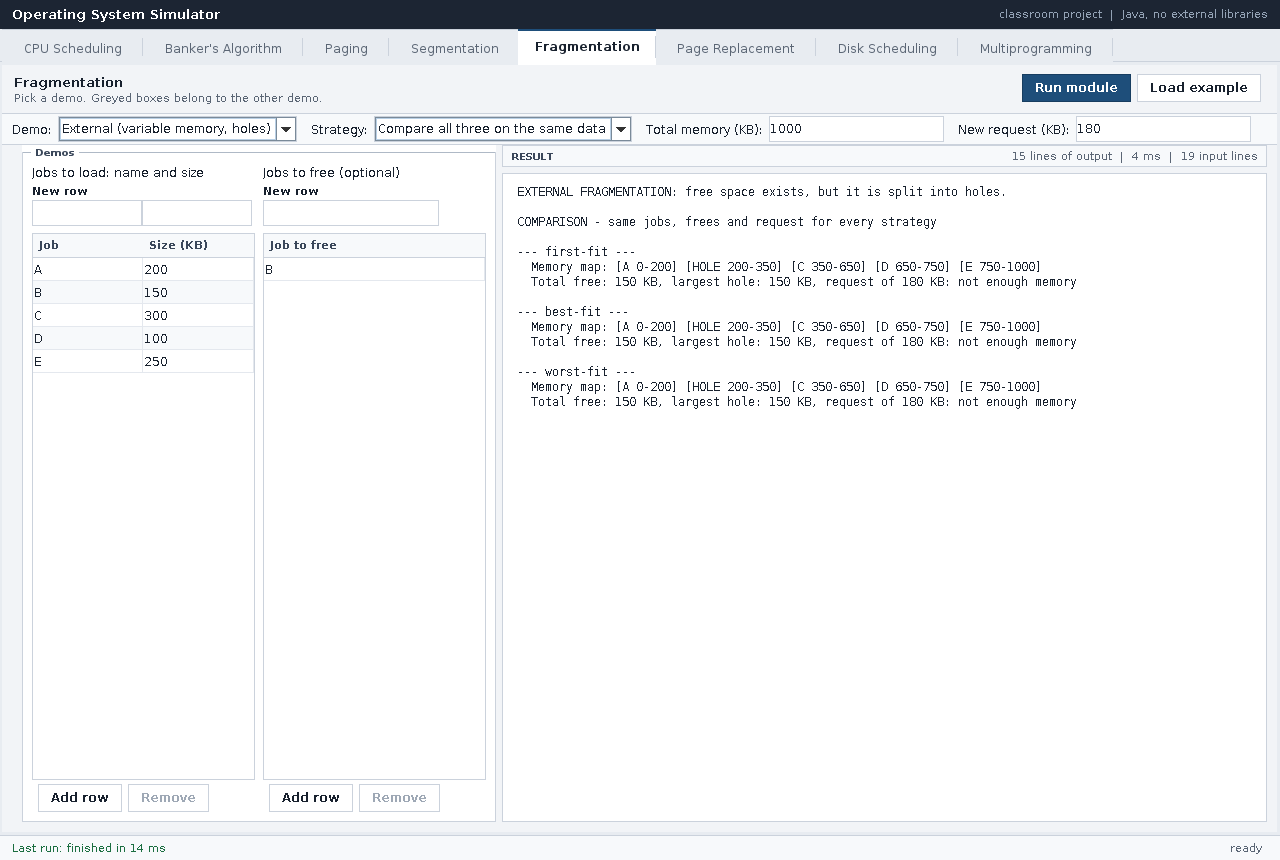 Operating System Simulator
classroom project | Java, no external libraries
CPU Scheduling Banker's Algorithm Paging Segmentation Fragmentation Page Replacement Disk Scheduling Multiprogramming
Fragmentation
Pick a demo. Greyed boxes belong to the other demo.
Run module Load example
Demo: External (variable memory, holes) Strategy: Compare all three on the same data Total memory (KB): 1000 New request (KB): 180
Demos
Jobs to load: name and size
New row
Job Size (KB)
A 200
B 150
C 300
D 100
E 250
Add row Remove
Jobs to free (optional)
New row
Job to free
B
Add row Remove
RESULT 15 lines of output | 4 ms | 19 input lines
EXTERNAL FRAGMENTATION: free space exists, but it is split into holes.
COMPARISON - same jobs, frees and request for every strategy
--- first-fit ---
Memory map: [A 0-200] [HOLE 200-350] [C 350-650] [D 650-750] [E 750-1000]
Total free: 150 KB, largest hole: 150 KB, request of 180 KB: not enough memory
--- best-fit ---
Memory map: [A 0-200] [HOLE 200-350] [C 350-650] [D 650-750] [E 750-1000]
Total free: 150 KB, largest hole: 150 KB, request of 180 KB: not enough memory
--- worst-fit ---
Memory map: [A 0-200] [HOLE 200-350] [C 350-650] [D 650-750] [E 750-1000]
Total free: 150 KB, largest hole: 150 KB, request of 180 KB: not enough memory
Last run: finished in 14 ms
ready